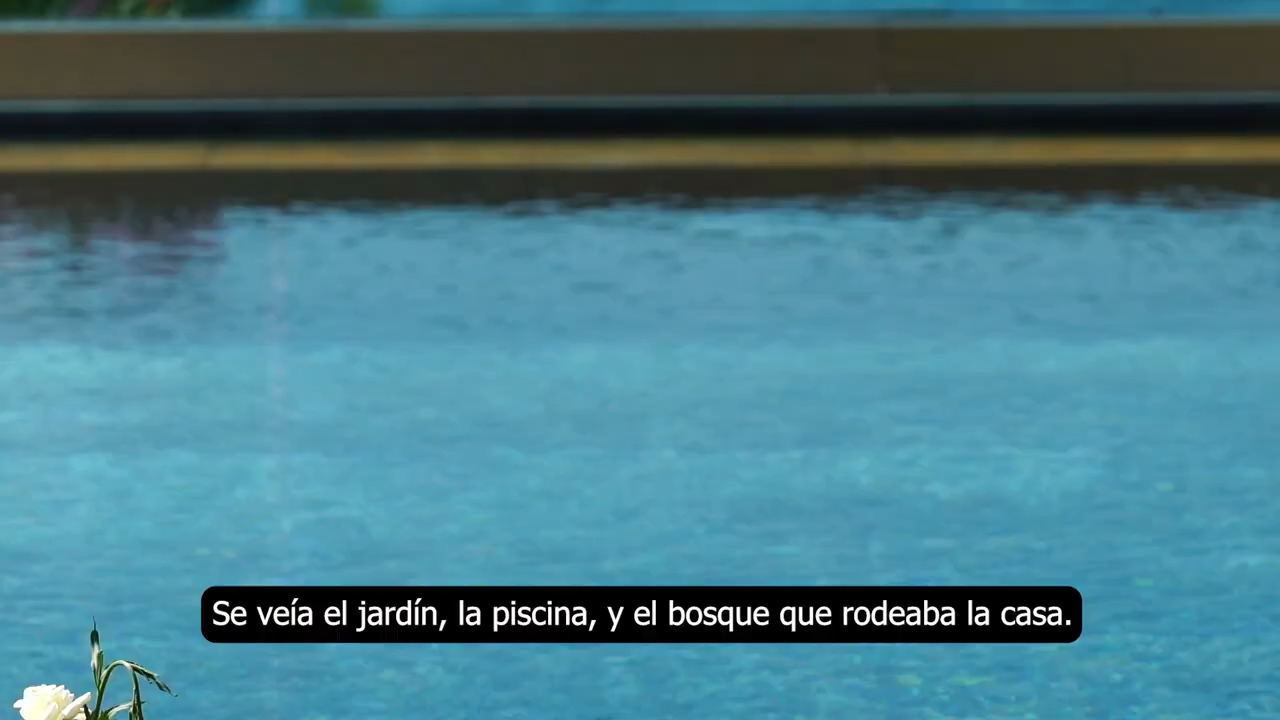 Se veía el jardín, la piscina, y el bosque que rodeaba la casa.